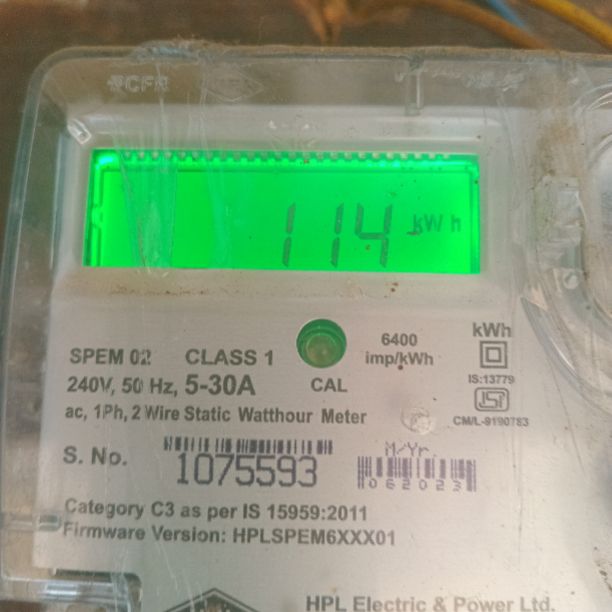 114 kWh
6400
imp/kWh
kWh
SPEM 02 CLASS 1
240V, 50 Hz, 5-30A
CAL
IS:13779
ac, 1Ph, 2 Wire Static Watthour Meter
CM/L-9190783
S. No. 1075593
M/Yr.
062023
Category C3 as per IS 15959:2011
Firmware Version: HPLSPEM6XXX01
HPL Electric & Power Ltd.